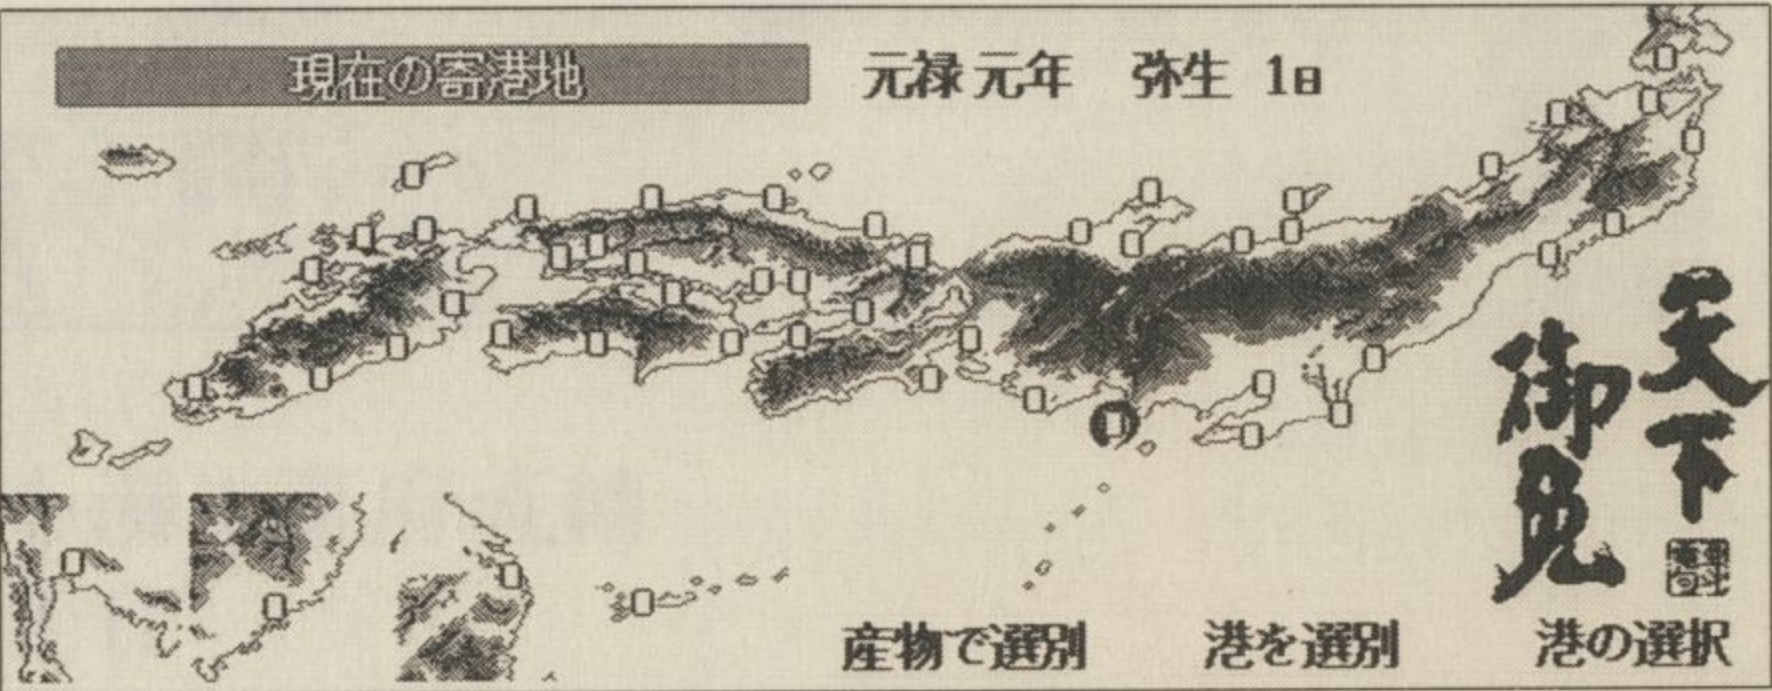 現在の寄港地
元禄元年 弥生 1日
天下
御免
産物で選別
港を選別
港の選択